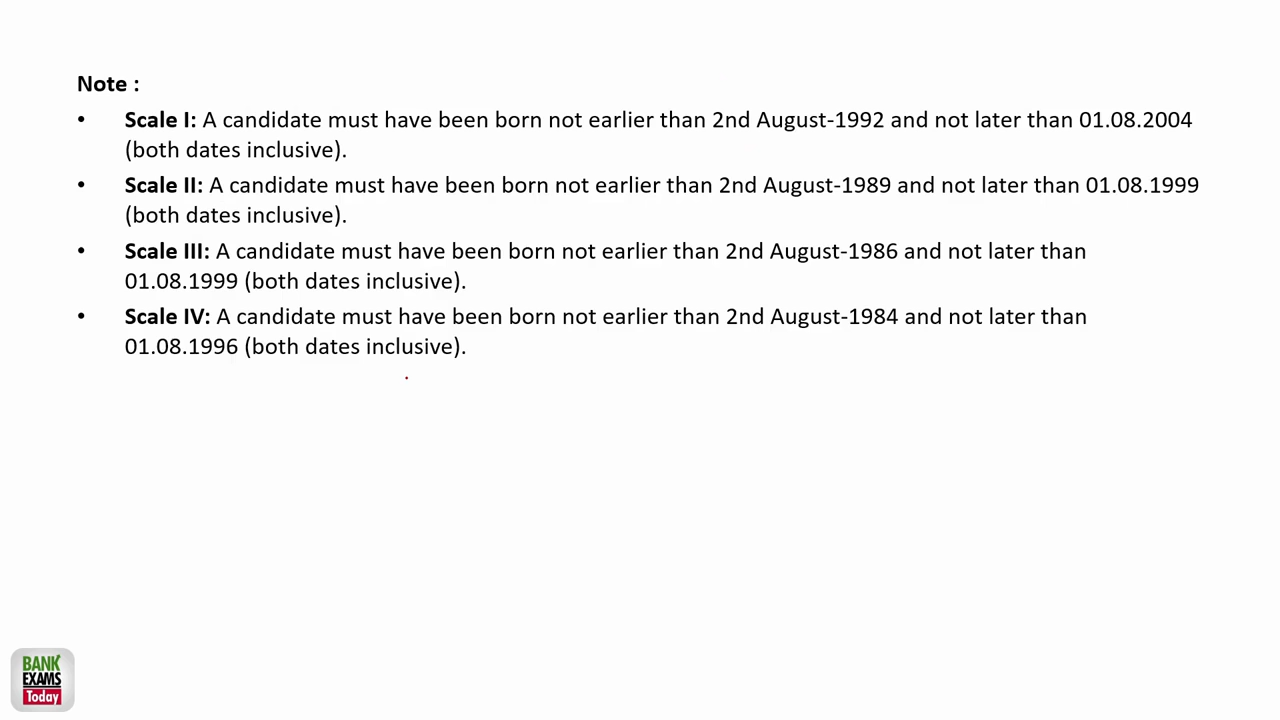 Note :
• Scale I: A candidate must have been born not earlier than 2nd August-1992 and not later than 01.08.2004
(both dates inclusive).
• Scale II: A candidate must have been born not earlier than 2nd August-1989 and not later than 01.08.1999
(both dates inclusive).
• Scale III: A candidate must have been born not earlier than 2nd August-1986 and not later than
01.08.1999 (both dates inclusive).
• Scale IV: A candidate must have been born not earlier than 2nd August-1984 and not later than
01.08.1996 (both dates inclusive).
BANK
EXAMS
Today